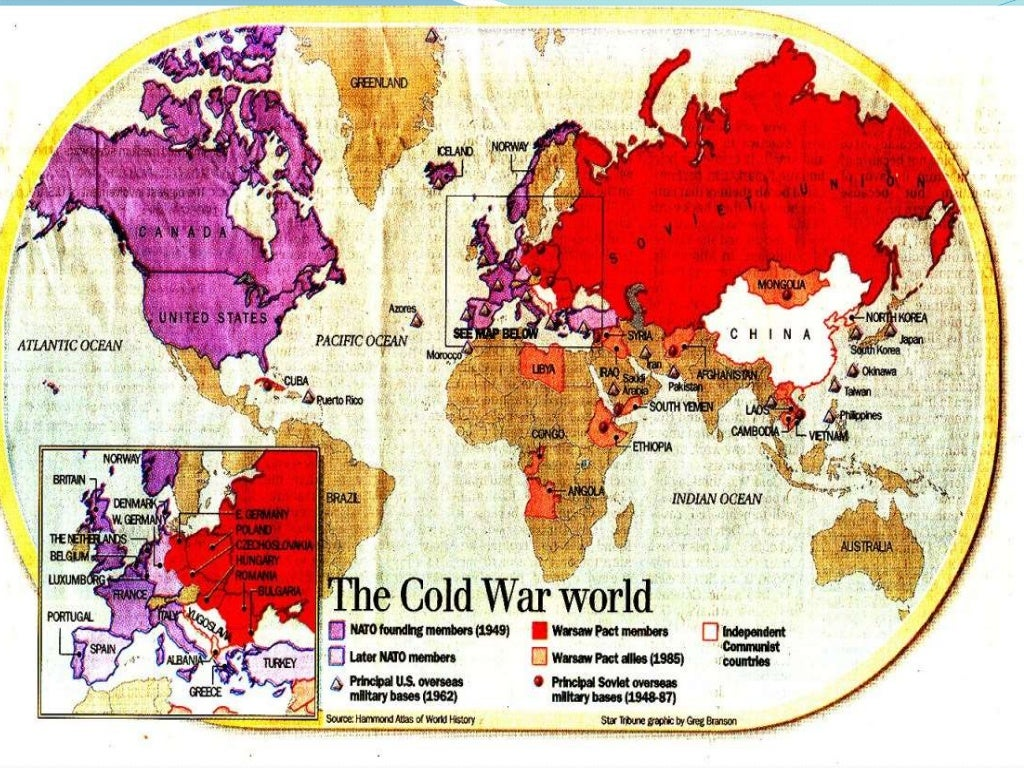 GREENLAND
ICELAND
NORWAY
CANADA
SOVIET UNION
UNITED STATES
MONGOLIA
Azores
ATLANTIC OCEAN
PACIFIC OCEAN
SEE MAP BELOW
Morocco
SYRIA
CHINA
NORTH KOREA
Japan
South Korea
LIBYA
IRAQ
Iran
Saudi
Arabia
AFGHANISTAN
Pakistan
Okinawa
Taiwan
CUBA
Puerto Rico
SOUTH YEMEN
LAOS
CAMBODIA
VIETNAM
Philippines
CONGO
ETHIOPIA
ANGOLA
BRAZIL
INDIAN OCEAN
AUSTRALIA
NORWAY
BRITAIN
DENMARK
W. GERMANY
THE NETHERLANDS
BELGIUM
LUXUMBORG
FRANCE
PORTUGAL
SPAIN
ITALY
YUGOSLAVIA
ALBANIA
GREECE
TURKEY
E. GERMANY
POLAND
CZECHOSLOVAKIA
HUNGARY
ROMANIA
BULGARIA
The Cold War world
NATO founding members (1949)
Later NATO members
Principal U.S. overseas
military bases (1962)
Warsaw Pact members
Warsaw Pact allies (1985)
Principal Soviet overseas
military bases (1948-87)
Independent
Communist
countries
Source: Hammond Atlas of World History
Star Tribune graphic by Greg Branson